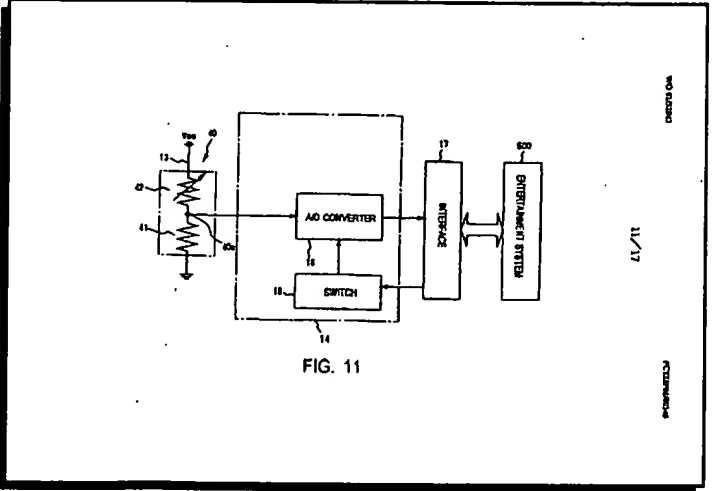 11/17
Vcc
13
40
42
41
40a
A/D CONVERTER
16
SWITCH
18
14
17
INTERFACE
500
ENTERTAINMENT SYSTEM
FIG. 11